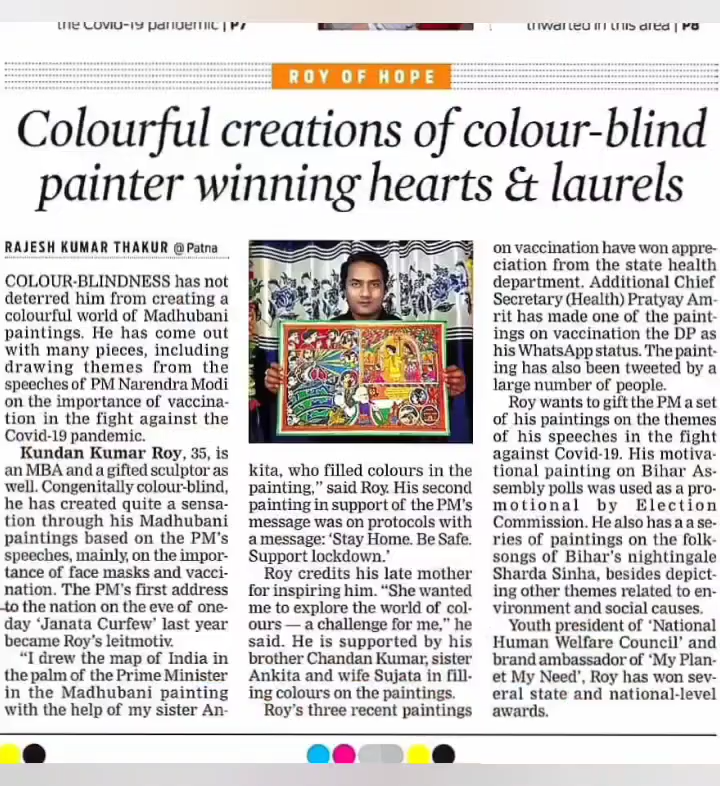 the Covid-19 pandemic | P7
thwarted in this area | P8
ROY OF HOPE
Colourful creations of colour-blind
painter winning hearts & laurels
RAJESH KUMAR THAKUR @ Patna
COLOUR-BLINDNESS has not
deterred him from creating a
colourful world of Madhubani
paintings. He has come out
with many pieces, including
drawing themes from the
speeches of PM Narendra Modi
on the importance of vaccina-
tion in the fight against the
Covid-19 pandemic.
Kundan Kumar Roy, 35, is
an MBA and a gifted sculptor as
well. Congenitally colour-blind,
he has created quite a sensa-
tion through his Madhubani
paintings based on the PM's
speeches, mainly, on the impor-
tance of face masks and vacci-
nation. The PM's first address
to the nation on the eve of one-
day 'Janata Curfew' last year
became Roy's leitmotiv.
"I drew the map of India in
the palm of the Prime Minister
in the Madhubani painting
with the help of my sister An-
kita, who filled colours in the
painting," said Roy. His second
painting in support of the PM's
message was on protocols with
a message: 'Stay Home. Be Safe.
Support lockdown.'
Roy credits his late mother
for inspiring him. "She wanted
me to explore the world of col-
ours — a challenge for me," he
said. He is supported by his
brother Chandan Kumar, sister
Ankita and wife Sujata in fill-
ing colours on the paintings.
Roy's three recent paintings
on vaccination have won appre-
ciation from the state health
department. Additional Chief
Secretary (Health) Pratyay Am-
rit has made one of the paint-
ings on vaccination the DP as
his WhatsApp status. The paint-
ing has also been tweeted by a
large number of people.
Roy wants to gift the PM a set
of his paintings on the themes
of his speeches in the fight
against Covid-19. His motiva-
tional painting on Bihar As-
sembly polls was used as a pro-
motional by Election
Commission. He also has a a se-
ries of paintings on the folk-
songs of Bihar's nightingale
Sharda Sinha, besides depict-
ing other themes related to en-
vironment and social causes.
Youth president of 'National
Human Welfare Council' and
brand ambassador of 'My Plan-
et My Need', Roy has won sev-
eral state and national-level
awards.